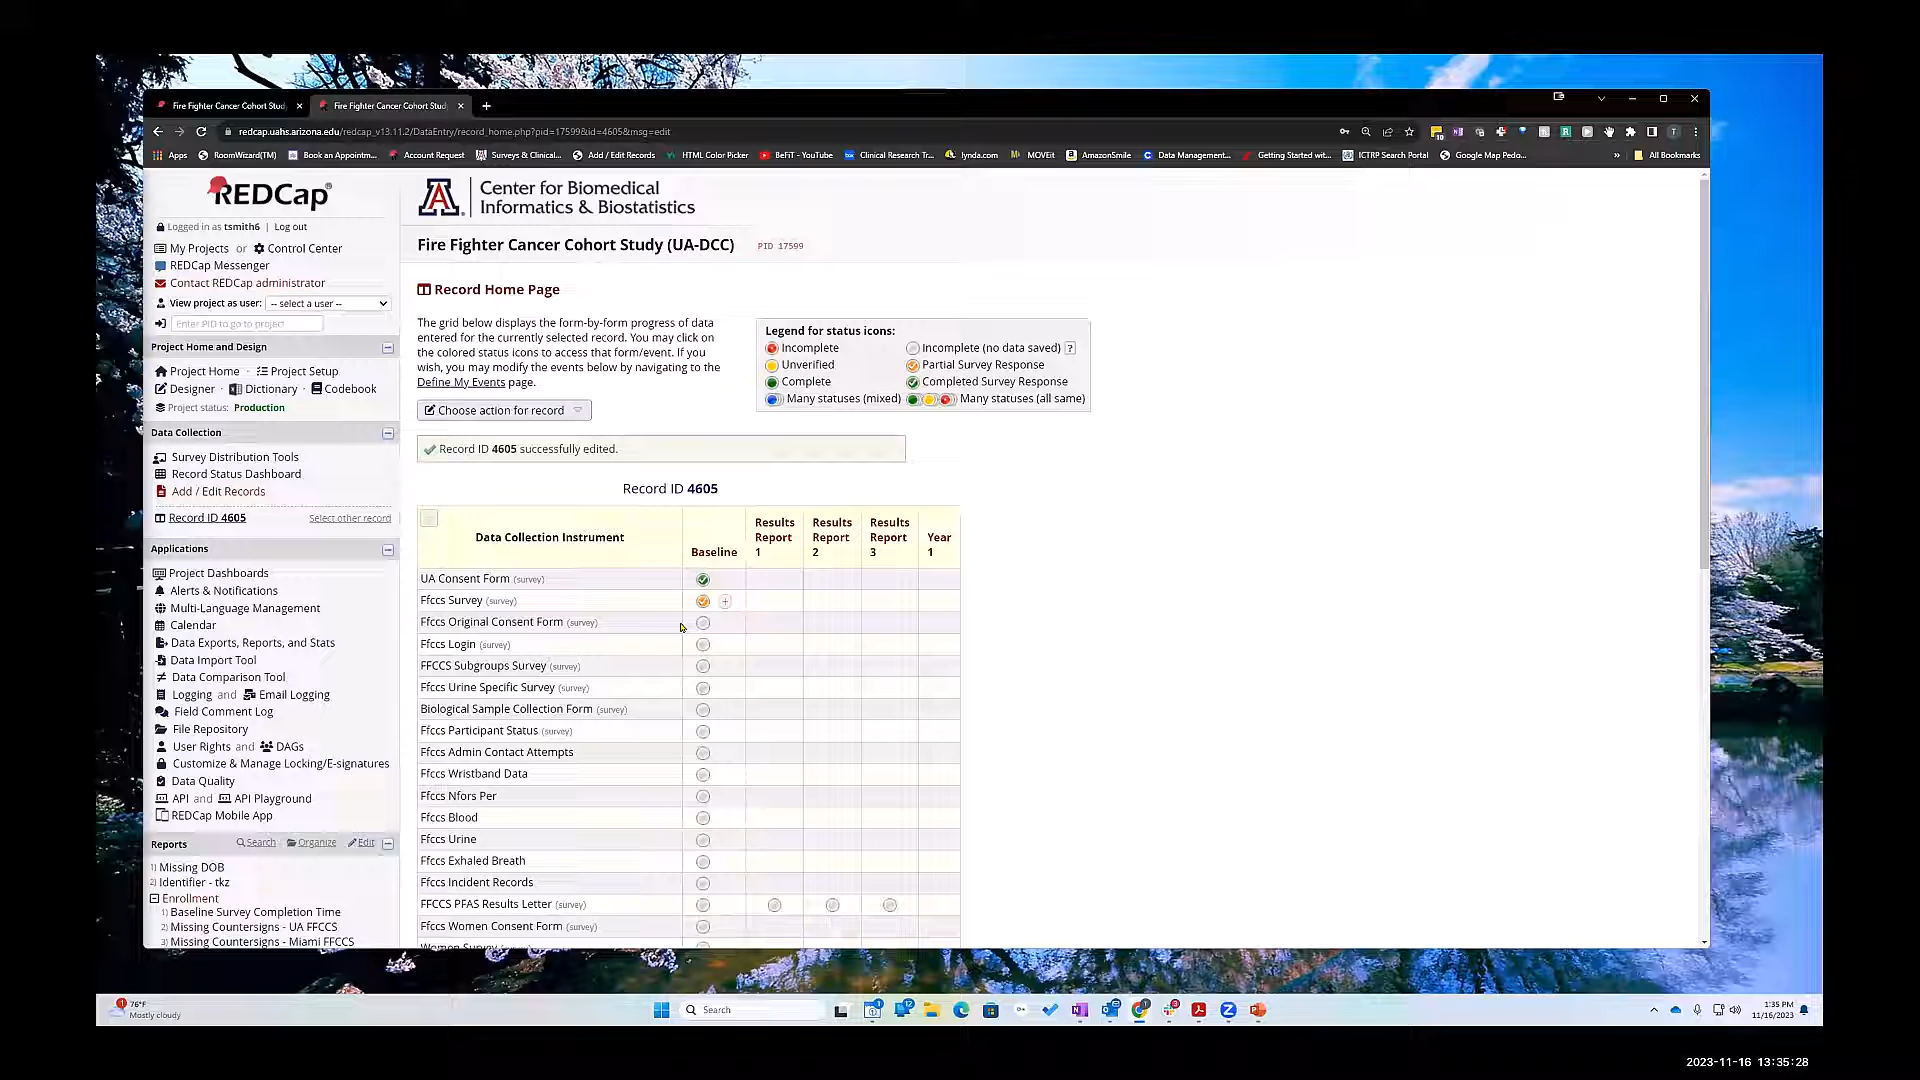 Fire Fighter Cancer Cohort Stud
Fire Fighter Cancer Cohort Stud
redcap.uahs.arizona.edu/redcap_v13.11.2/DataEntry/record_home.php?pid=17599&id=4605&msg=edit
Apps RoomWizard(TM) Book an Appointm... Account Request Surveys & Clinical... Add / Edit Records HTML Color Picker BeFiT - YouTube Clinical Research Tr... lynda.com MOVEit AmazonSmile Data Management... Getting Started wit... ICTRP Search Portal Google Map Pedo... » All Bookmarks
REDCap
Logged in as tsmith6 | Log out
My Projects or Control Center
REDCap Messenger
Contact REDCap administrator
View project as user: -- select a user --
Enter PID to go to project
Project Home and Design
Project Home · Project Setup
Designer · Dictionary · Codebook
Project status: Production
Data Collection
Survey Distribution Tools
Record Status Dashboard
Add / Edit Records
Record ID 4605 Select other record
Applications
Project Dashboards
Alerts & Notifications
Multi-Language Management
Calendar
Data Exports, Reports, and Stats
Data Import Tool
Data Comparison Tool
Logging and Email Logging
Field Comment Log
File Repository
User Rights and DAGs
Customize & Manage Locking/E-signatures
Data Quality
API and API Playground
REDCap Mobile App
Reports Search Organize Edit
1) Missing DOB
2) Identifier - tkz
Enrollment
1) Baseline Survey Completion Time
2) Missing Countersigns - UA FFCCS
3) Missing Countersigns - Miami FFCCS
A Center for Biomedical
Informatics & Biostatistics
Fire Fighter Cancer Cohort Study (UA-DCC) PID 17599
Record Home Page
The grid below displays the form-by-form progress of data
entered for the currently selected record. You may click on
the colored status icons to access that form/event. If you
wish, you may modify the events below by navigating to the
Define My Events page.
Legend for status icons:
Incomplete Incomplete (no data saved) ?
Unverified Partial Survey Response
Complete Completed Survey Response
Many statuses (mixed) Many statuses (all same)
Choose action for record
Record ID 4605 successfully edited.
Record ID 4605
Data Collection Instrument Baseline Results Report 1 Results Report 2 Results Report 3 Year 1
UA Consent Form (survey)
Ffccs Survey (survey) +
Ffccs Original Consent Form (survey)
Ffccs Login (survey)
FFCCS Subgroups Survey (survey)
Ffccs Urine Specific Survey (survey)
Biological Sample Collection Form (survey)
Ffccs Participant Status (survey)
Ffccs Admin Contact Attempts
Ffccs Wristband Data
Ffccs Nfors Per
Ffccs Blood
Ffccs Urine
Ffccs Exhaled Breath
Ffccs Incident Records
FFCCS PFAS Results Letter (survey)
Ffccs Women Consent Form (survey)
Women Survey (survey)
76°F
Mostly cloudy
Search
1:35 PM
11/16/2023
2023-11-16 13:35:28